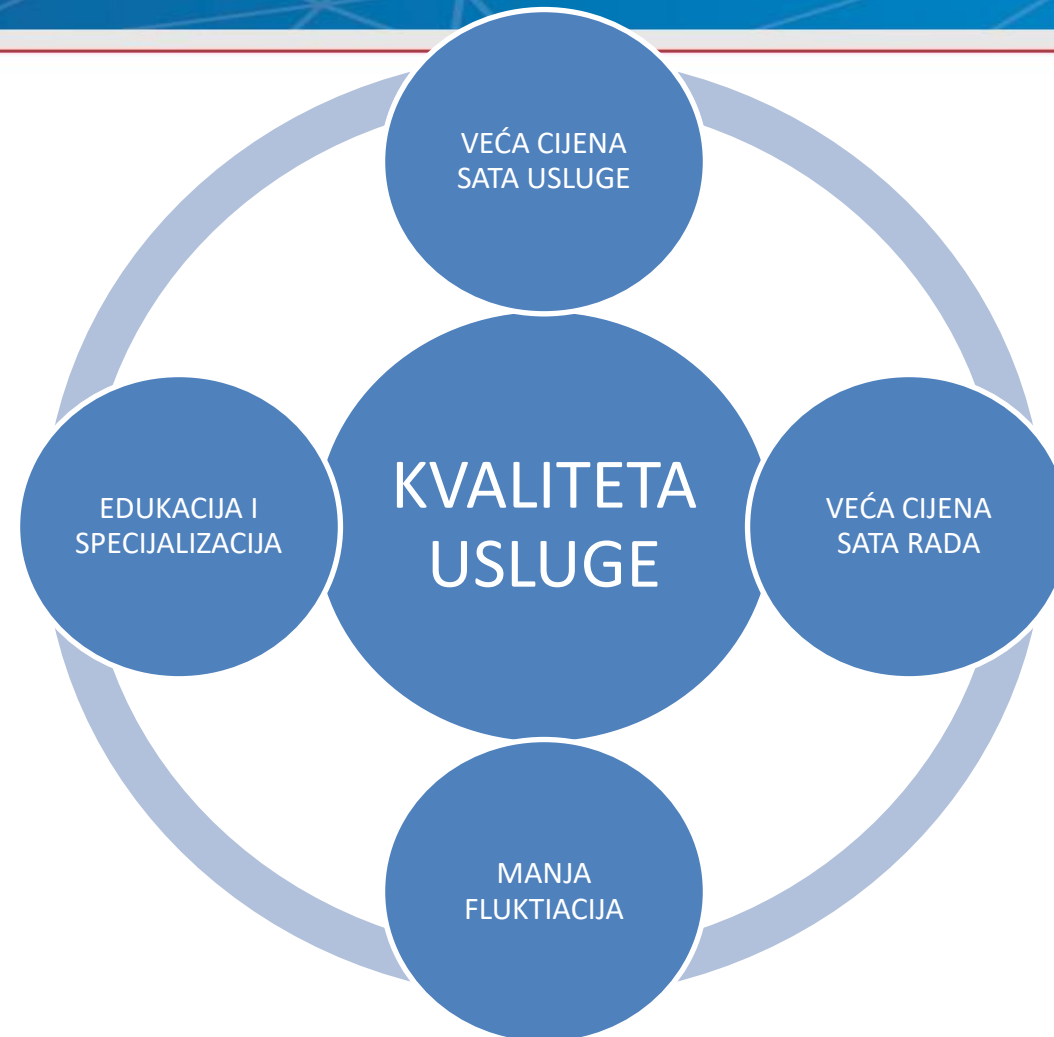 VEĆA CIJENA
SATA USLUGE
KVALITETA
USLUGE
EDUKACIJA I
SPECIJALIZACIJA
VEĆA CIJENA
SATA RADA
MANJA
FLUKTIACIJA